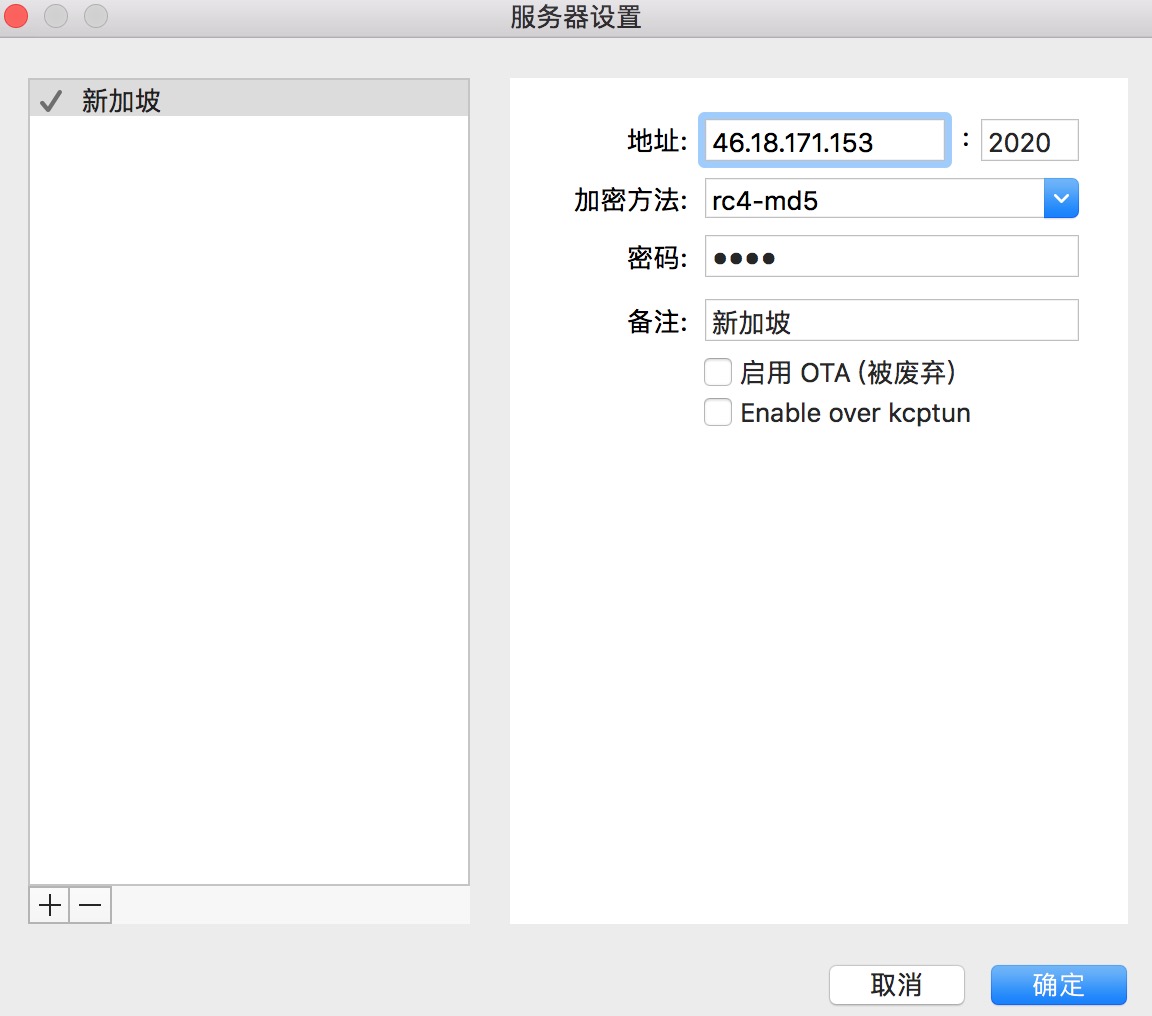 服务器设置
新加坡
地址: 46.18.171.153 : 2020
加密方法: rc4-md5
密码: ●●●●
备注: 新加坡
启用 OTA (被废弃)
Enable over kcptun
取消 确定